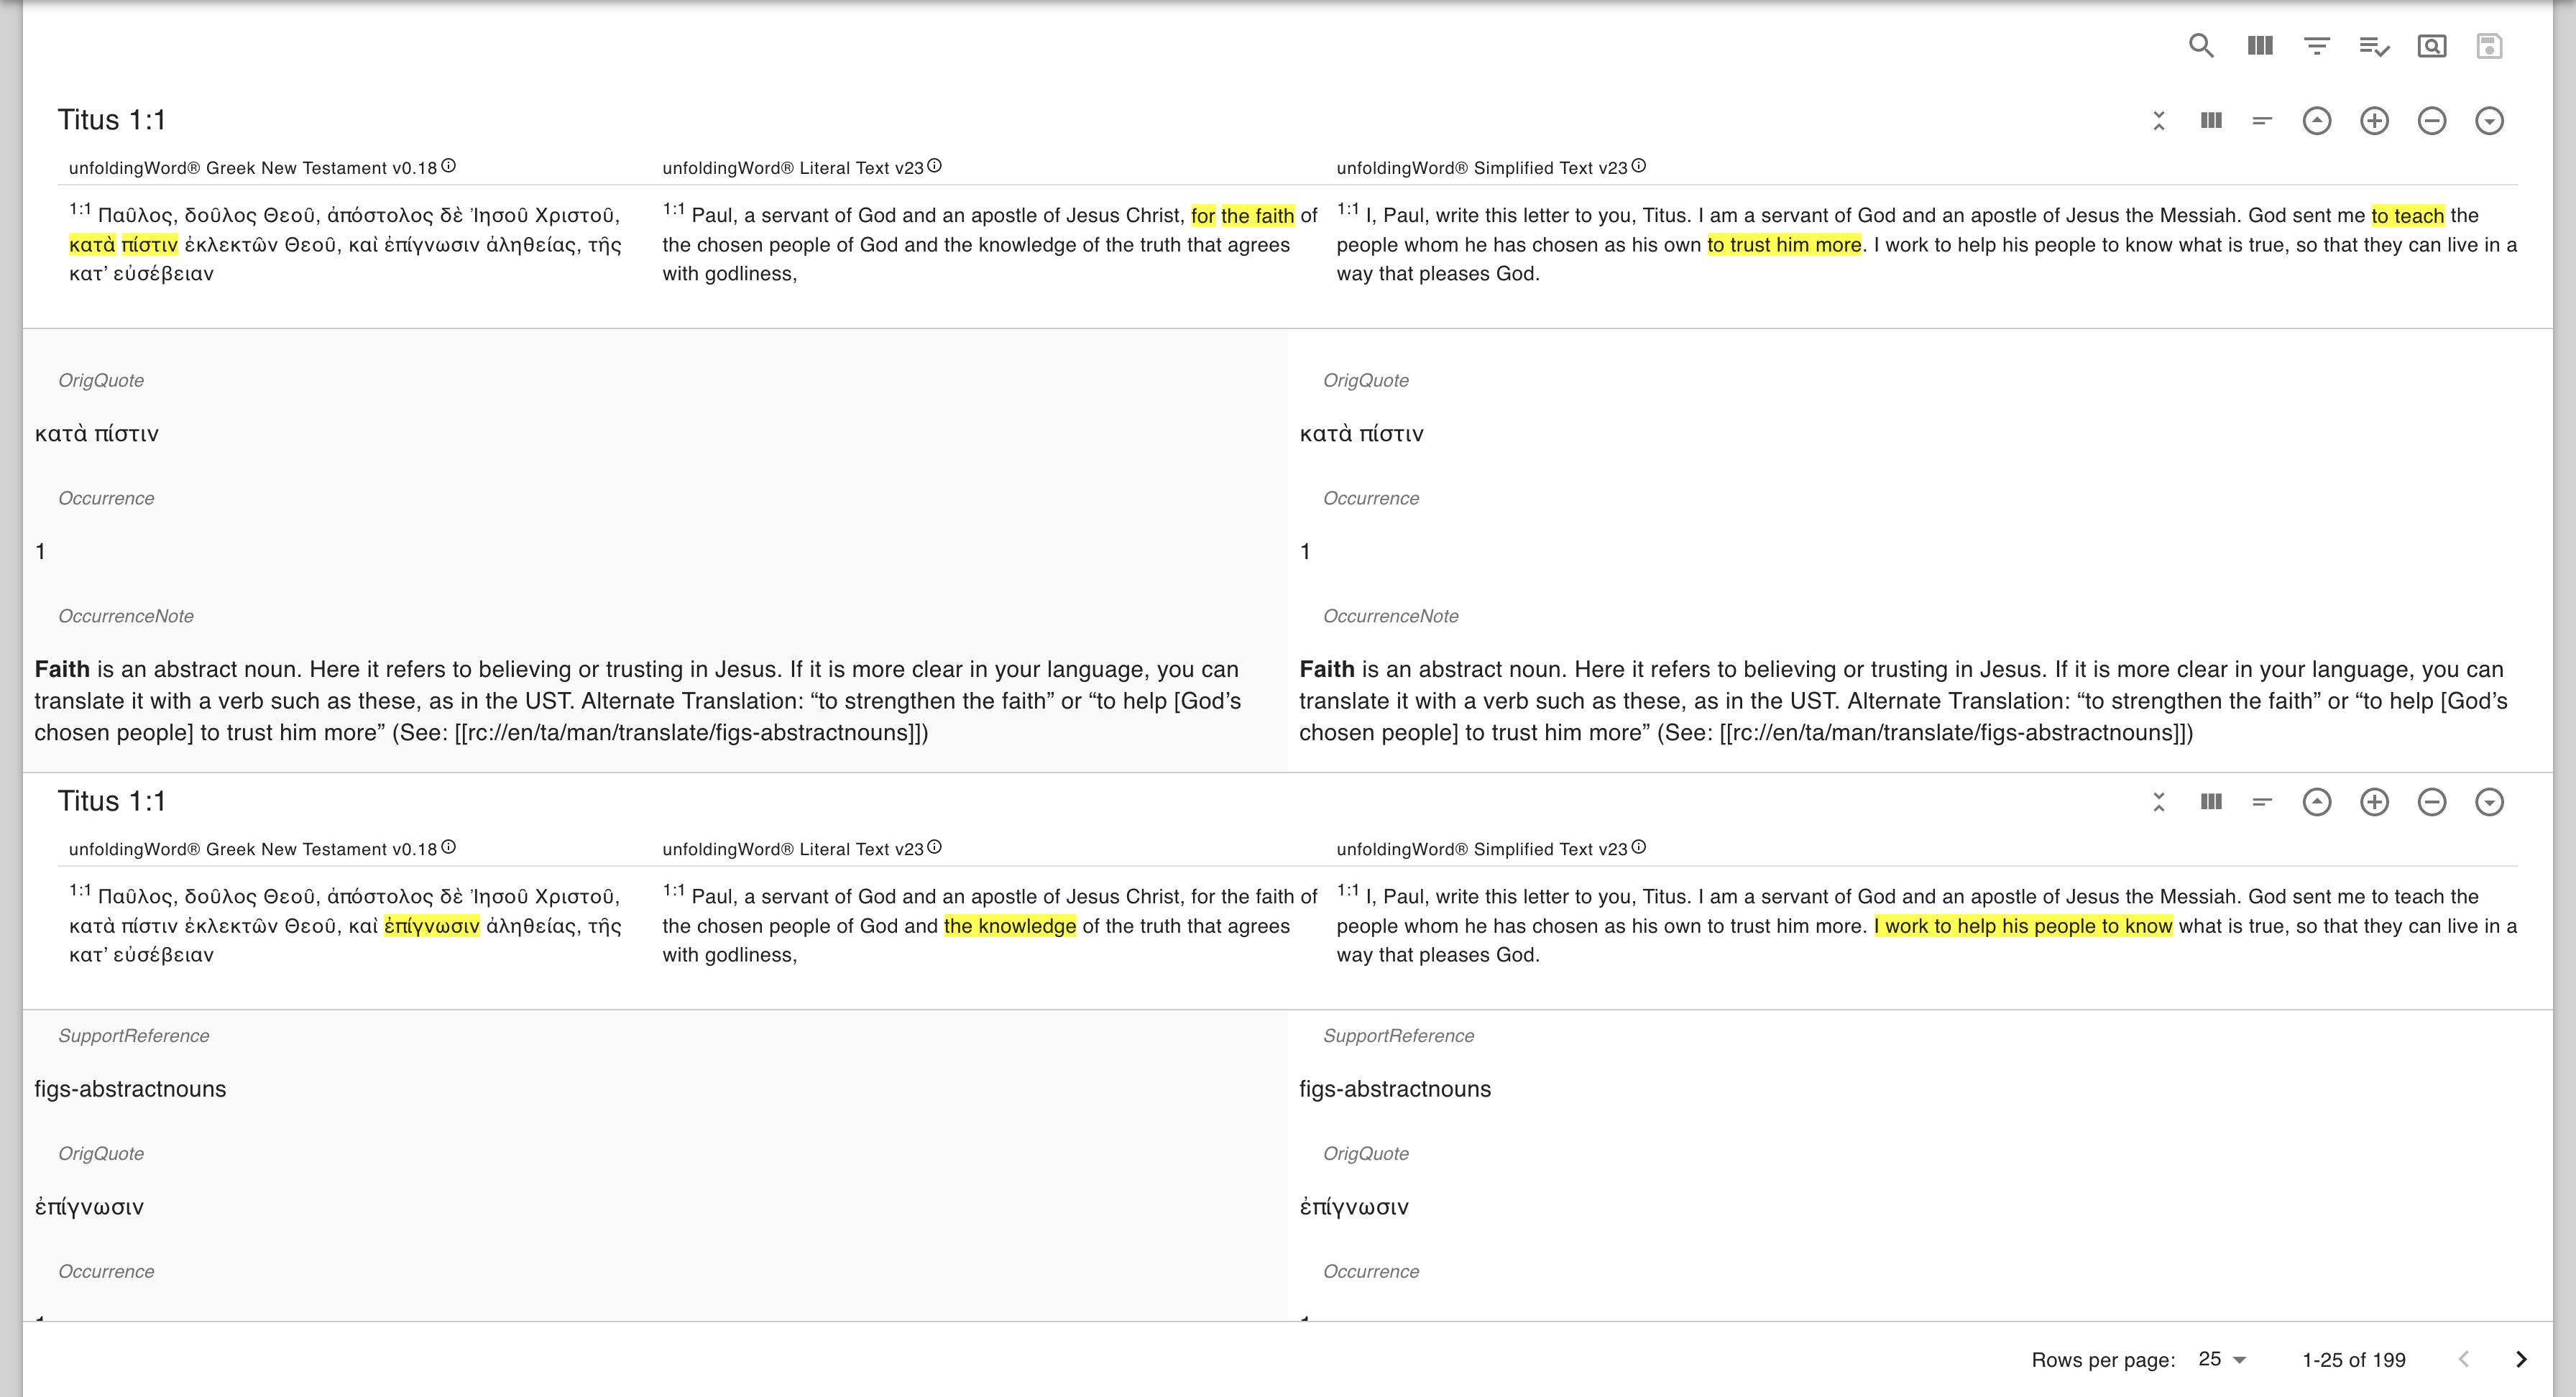 Titus 1:1
unfoldingWord® Greek New Testament v0.18
unfoldingWord® Literal Text v23
unfoldingWord® Simplified Text v23
1:1 Παῦλος, δοῦλος Θεοῦ, ἀπόστολος δὲ Ἰησοῦ Χριστοῦ,
κατὰ πίστιν ἐκλεκτῶν Θεοῦ, καὶ ἐπίγνωσιν ἀληθείας, τῆς
κατ’ εὐσέβειαν
1:1 Paul, a servant of God and an apostle of Jesus Christ, for the faith of
the chosen people of God and the knowledge of the truth that agrees
with godliness,
1:1 I, Paul, write this letter to you, Titus. I am a servant of God and an apostle of Jesus the Messiah. God sent me to teach the
people whom he has chosen as his own to trust him more. I work to help his people to know what is true, so that they can live in a
way that pleases God.
OrigQuote
κατὰ πίστιν
Occurrence
1
OccurrenceNote
Faith is an abstract noun. Here it refers to believing or trusting in Jesus. If it is more clear in your language, you can
translate it with a verb such as these, as in the UST. Alternate Translation: “to strengthen the faith” or “to help [God’s
chosen people] to trust him more” (See: [[rc://en/ta/man/translate/figs-abstractnouns]])
OrigQuote
κατὰ πίστιν
Occurrence
1
OccurrenceNote
Faith is an abstract noun. Here it refers to believing or trusting in Jesus. If it is more clear in your language, you can
translate it with a verb such as these, as in the UST. Alternate Translation: “to strengthen the faith” or “to help [God’s
chosen people] to trust him more” (See: [[rc://en/ta/man/translate/figs-abstractnouns]])
Titus 1:1
unfoldingWord® Greek New Testament v0.18
unfoldingWord® Literal Text v23
unfoldingWord® Simplified Text v23
1:1 Παῦλος, δοῦλος Θεοῦ, ἀπόστολος δὲ Ἰησοῦ Χριστοῦ,
κατὰ πίστιν ἐκλεκτῶν Θεοῦ, καὶ ἐπίγνωσιν ἀληθείας, τῆς
κατ’ εὐσέβειαν
1:1 Paul, a servant of God and an apostle of Jesus Christ, for the faith of
the chosen people of God and the knowledge of the truth that agrees
with godliness,
1:1 I, Paul, write this letter to you, Titus. I am a servant of God and an apostle of Jesus the Messiah. God sent me to teach the
people whom he has chosen as his own to trust him more. I work to help his people to know what is true, so that they can live in a
way that pleases God.
SupportReference
figs-abstractnouns
OrigQuote
ἐπίγνωσιν
Occurrence
SupportReference
figs-abstractnouns
OrigQuote
ἐπίγνωσιν
Occurrence
Rows per page: 25 1-25 of 199